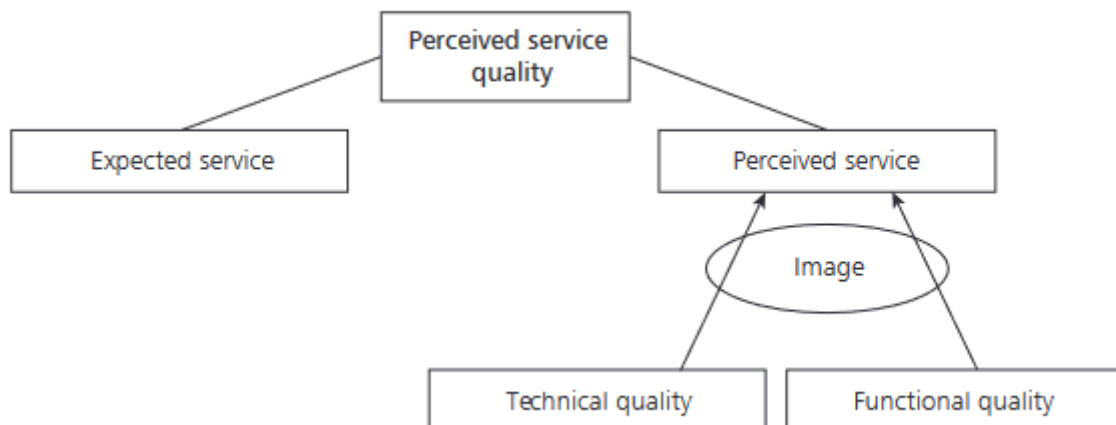 Perceived service
quality
Expected service
Perceived service
Image
Technical quality
Functional quality